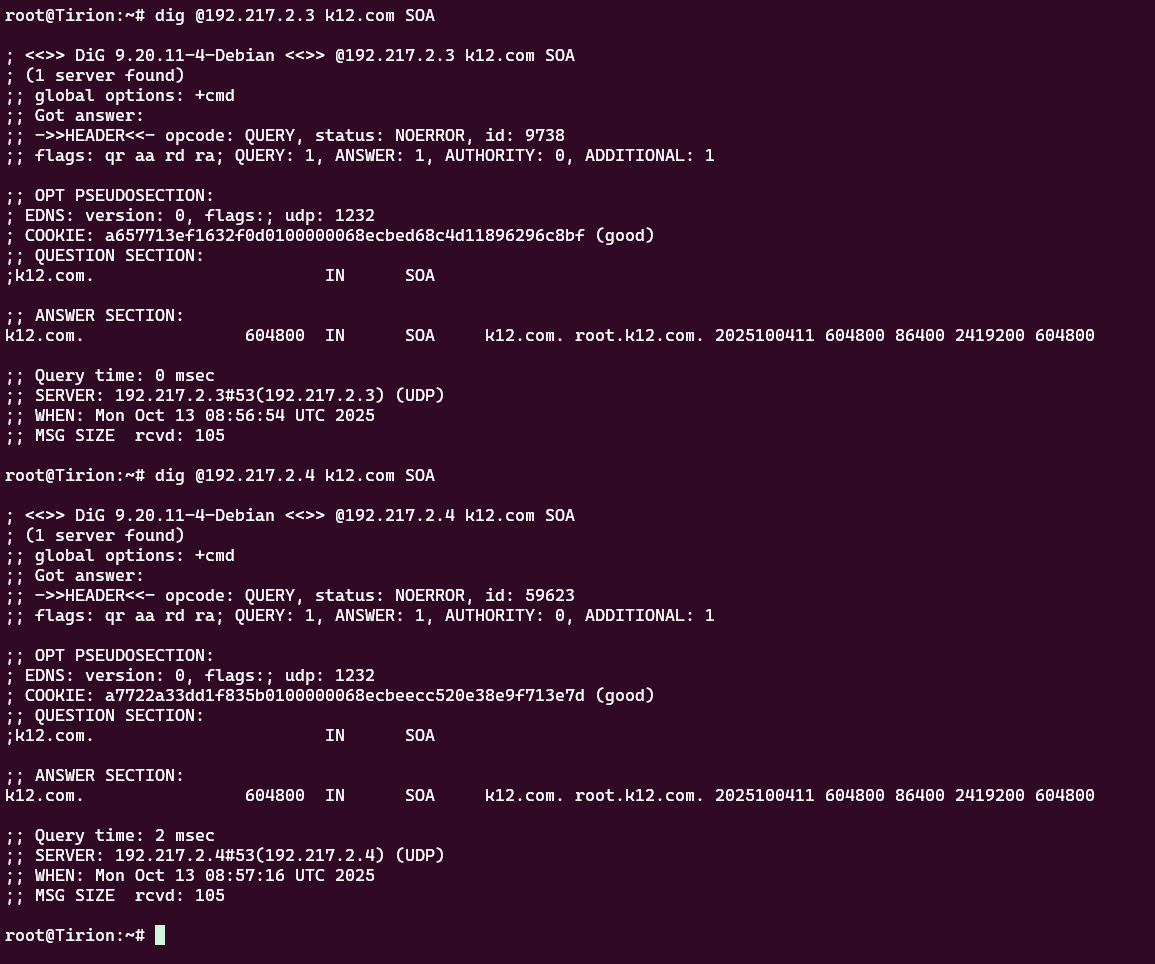 root@Tirion:~# dig @192.217.2.3 k12.com SOA
; <<>> DiG 9.20.11-4-Debian <<>> @192.217.2.3 k12.com SOA
; (1 server found)
;; global options: +cmd
;; Got answer:
;; ->>HEADER<<- opcode: QUERY, status: NOERROR, id: 9738
;; flags: qr aa rd ra; QUERY: 1, ANSWER: 1, AUTHORITY: 0, ADDITIONAL: 1
;; OPT PSEUDOSECTION:
; EDNS: version: 0, flags:; udp: 1232
; COOKIE: a657713ef1632f0d0100000068ecbed68c4d11896296c8bf (good)
;; QUESTION SECTION:
;k12.com. IN SOA
;; ANSWER SECTION:
k12.com. 604800 IN SOA k12.com. root.k12.com. 2025100411 604800 86400 2419200 604800
;; Query time: 0 msec
;; SERVER: 192.217.2.3#53(192.217.2.3) (UDP)
;; WHEN: Mon Oct 13 08:56:54 UTC 2025
;; MSG SIZE rcvd: 105
root@Tirion:~# dig @192.217.2.4 k12.com SOA
; <<>> DiG 9.20.11-4-Debian <<>> @192.217.2.4 k12.com SOA
; (1 server found)
;; global options: +cmd
;; Got answer:
;; ->>HEADER<<- opcode: QUERY, status: NOERROR, id: 59623
;; flags: qr aa rd ra; QUERY: 1, ANSWER: 1, AUTHORITY: 0, ADDITIONAL: 1
;; OPT PSEUDOSECTION:
; EDNS: version: 0, flags:; udp: 1232
; COOKIE: a7722a33dd1f835b0100000068ecbeecc520e38e9f713e7d (good)
;; QUESTION SECTION:
;k12.com. IN SOA
;; ANSWER SECTION:
k12.com. 604800 IN SOA k12.com. root.k12.com. 2025100411 604800 86400 2419200 604800
;; Query time: 2 msec
;; SERVER: 192.217.2.4#53(192.217.2.4) (UDP)
;; WHEN: Mon Oct 13 08:57:16 UTC 2025
;; MSG SIZE rcvd: 105
root@Tirion:~#